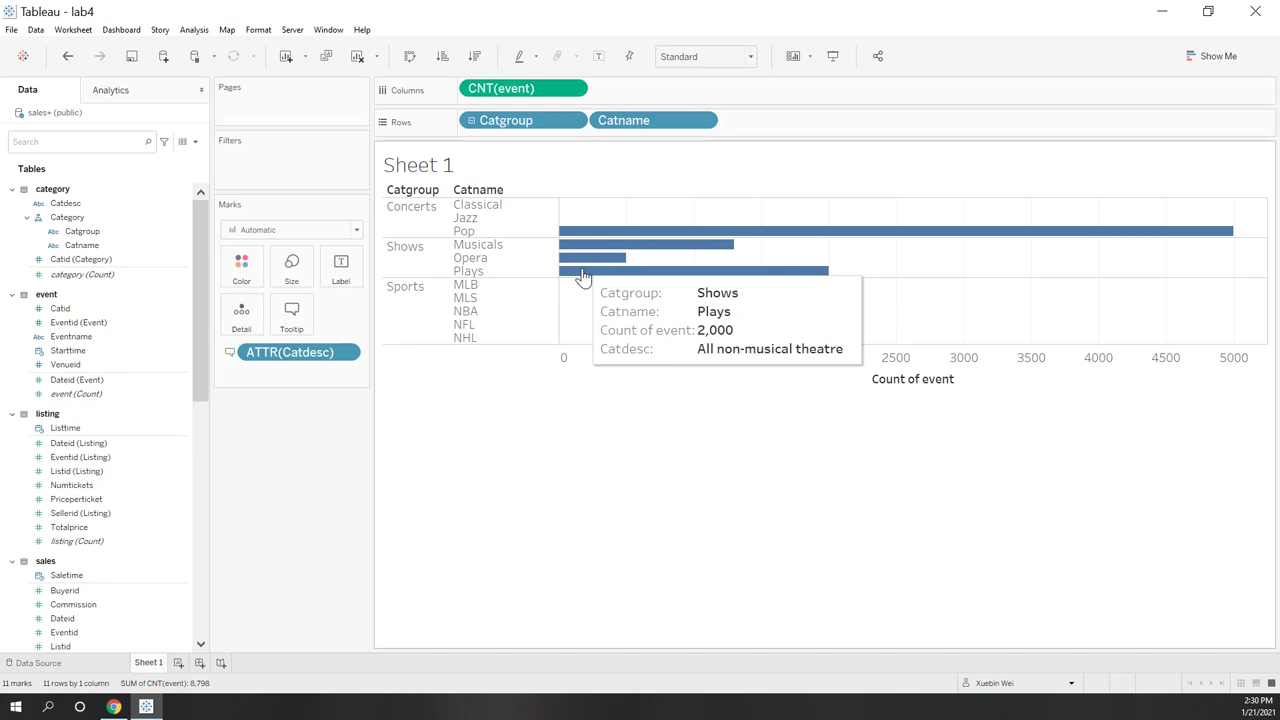 Tableau - lab4
File Data Worksheet Dashboard Story Analysis Map Format Server Window Help
Standard
Show Me
Data
Analytics
sales+ (public)
Search
Tables
category
Abc Catdesc
Category
Abc Catgroup
Abc Catname
# Catid (Category)
# category (Count)
event
# Catid
# Eventid (Event)
Abc Eventname
Starttime
# Venueid
# Dateid (Event)
# event (Count)
listing
Listtime
# Dateid (Listing)
# Eventid (Listing)
# Listid (Listing)
# Numtickets
# Priceperticket
# Sellerid (Listing)
# Totalprice
# listing (Count)
sales
Saletime
# Buyerid
# Commission
# Dateid
# Eventid
# Listid
Pages
Filters
Marks
Automatic
Color
Size
Label
Detail
Tooltip
ATTR(Catdesc)
Columns
CNT(event)
Rows
Catgroup
Catname
Sheet 1
Catgroup Catname
Concerts Classical
Jazz
Pop
Shows Musicals
Opera
Plays
Sports MLB
MLS
NBA
NFL
NHL
Catgroup: Shows
Catname: Plays
Count of event: 2,000
Catdesc: All non-musical theatre
0 2500 3000 3500 4000 4500 5000
Count of event
Data Source
Sheet 1
11 marks 11 rows by 1 column SUM of CNT(event): 8,798
Xuebin Wei
2:30 PM
1/21/2021